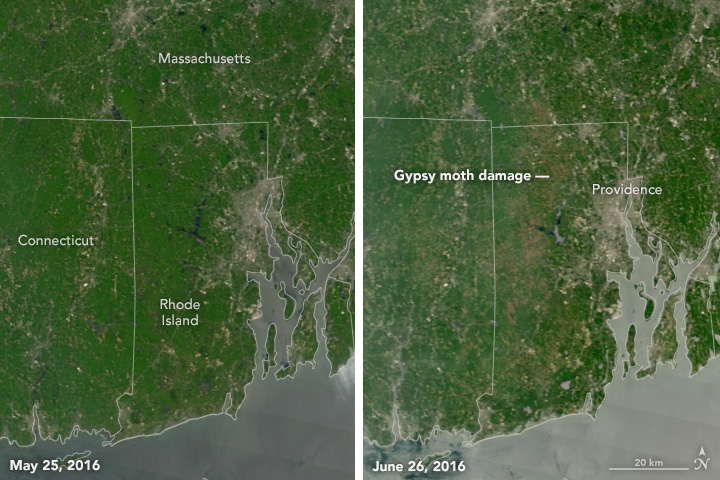 Massachusetts
Connecticut
Rhode
Island
May 25, 2016
Gypsy moth damage —
Providence
June 26, 2016
20 km
N